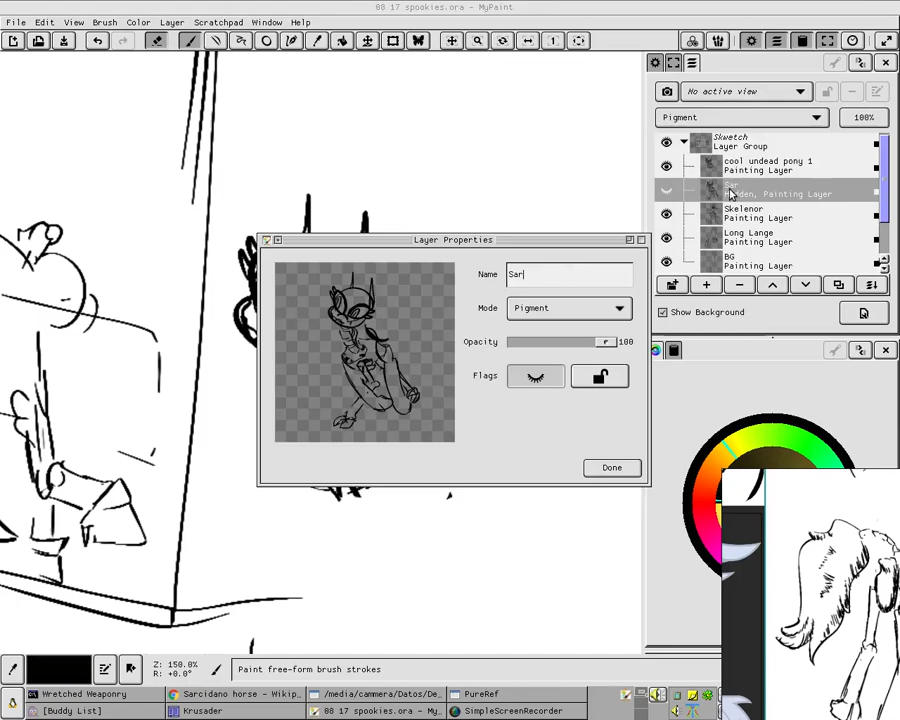 08 17 spookies.ora - MyPaint
File Edit View Brush Color Layer Scratchpad Window Help
No active view
Pigment 100%
Skwetch
Layer Group
cool undead pony 1
Painting Layer
Sar
Hidden, Painting Layer
Skelenor
Painting Layer
Long Lange
Painting Layer
BG
Painting Layer
Show Background
Layer Properties
Name Sar
Mode Pigment
Opacity 100
Flags
Done
Z: 150.0%
R: +0.0°
Paint free-form brush strokes
Wretched Weaponry
Sarcidano horse - Wikip...
/media/cammera/Datos/De...
PureRef
[Buddy List]
Krusader
08 17 spookies.ora - My...
SimpleScreenRecorder